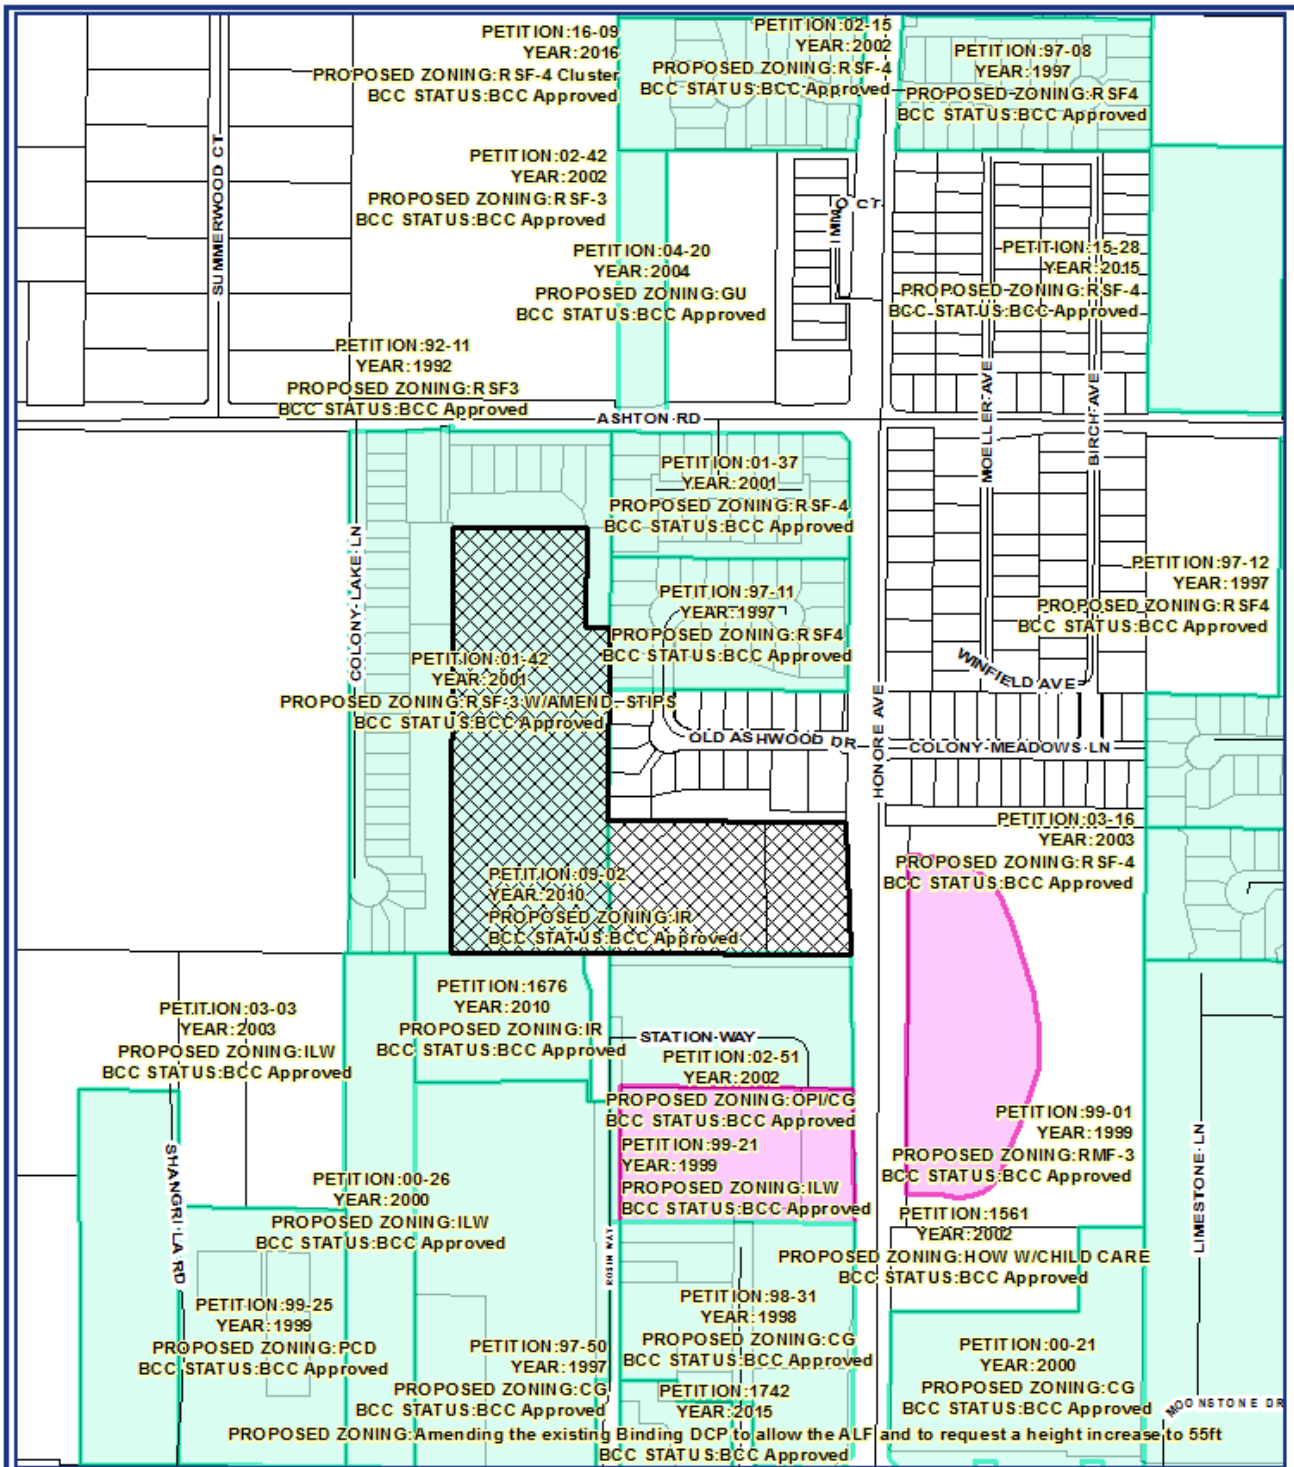 PETITION:16-09
YEAR:2016
PROPOSED ZONING:RSF-4 Cluster
BCC STATUS:BCC Approved
PETITION:02-15
YEAR:2002
PROPOSED ZONING:RSF-4
BCC STATUS:BCC Approved
PETITION:97-08
YEAR:1997
PROPOSED ZONING:RSF4
BCC STATUS:BCC Approved
SUMMERWOOD CT
PETITION:02-42
YEAR:2002
PROPOSED ZONING:RSF-3
BCC STATUS:BCC Approved
IMMO CT
PETITION:04-20
YEAR:2004
PROPOSED ZONING:GU
BCC STATUS:BCC Approved
PETITION:15-28
YEAR:2015
PROPOSED ZONING:RSF-4
BCC STATUS:BCC Approved
PETITION:92-11
YEAR:1992
PROPOSED ZONING:RSF3
BCC STATUS:BCC Approved
ASHTON RD
MOELLER AVE
BIRCH AVE
PETITION:01-37
YEAR:2001
PROPOSED ZONING:RSF-4
BCC STATUS:BCC Approved
COLONY LAKE LN
PETITION:97-11
YEAR:1997
PROPOSED ZONING:RSF4
BCC STATUS:BCC Approved
PETITION:97-12
YEAR:1997
PROPOSED ZONING:RSF4
BCC STATUS:BCC Approved
PETITION:01-42
YEAR:2001
PROPOSED ZONING:RSF-3 W/AMEND. STIPS
BCC STATUS:BCC Approved
WINFIELD AVE
OLD ASHWOOD DR
HONORE AVE
COLONY MEADOWS LN
PETITION:03-16
YEAR:2003
PROPOSED ZONING:RSF-4
BCC STATUS:BCC Approved
PETITION:09-02
YEAR:2010
PROPOSED ZONING:IR
BCC STATUS:BCC Approved
PETITION:03-03
YEAR:2003
PROPOSED ZONING:ILW
BCC STATUS:BCC Approved
PETITION:1676
YEAR:2010
PROPOSED ZONING:IR
BCC STATUS:BCC Approved
STATION WAY
PETITION:02-51
YEAR:2002
PROPOSED ZONING:OPI/CG
BCC STATUS:BCC Approved
PETITION:99-21
YEAR:1999
PROPOSED ZONING:ILW
BCC STATUS:BCC Approved
PETITION:99-01
YEAR:1999
PROPOSED ZONING:RMF-3
BCC STATUS:BCC Approved
SHANGRI LA RD
LIMESTONE LN
PETITION:00-26
YEAR:2000
PROPOSED ZONING:ILW
BCC STATUS:BCC Approved
ROSIN WAY
PETITION:1561
YEAR:2002
PROPOSED ZONING:HOW W/CHILD CARE
BCC STATUS:BCC Approved
PETITION:99-25
YEAR:1999
PROPOSED ZONING:PCD
BCC STATUS:BCC Approved
PETITION:98-31
YEAR:1998
PROPOSED ZONING:CG
BCC STATUS:BCC Approved
PETITION:97-50
YEAR:1997
PROPOSED ZONING:CG
BCC STATUS:BCC Approved
PETITION:00-21
YEAR:2000
PROPOSED ZONING:CG
BCC STATUS:BCC Approved
MOONSTONE DR
PETITION:1742
YEAR:2015
PROPOSED ZONING:Amending the existing Binding DCP to allow the ALF and to request a height increase to 55ft
BCC STATUS:BCC Approved